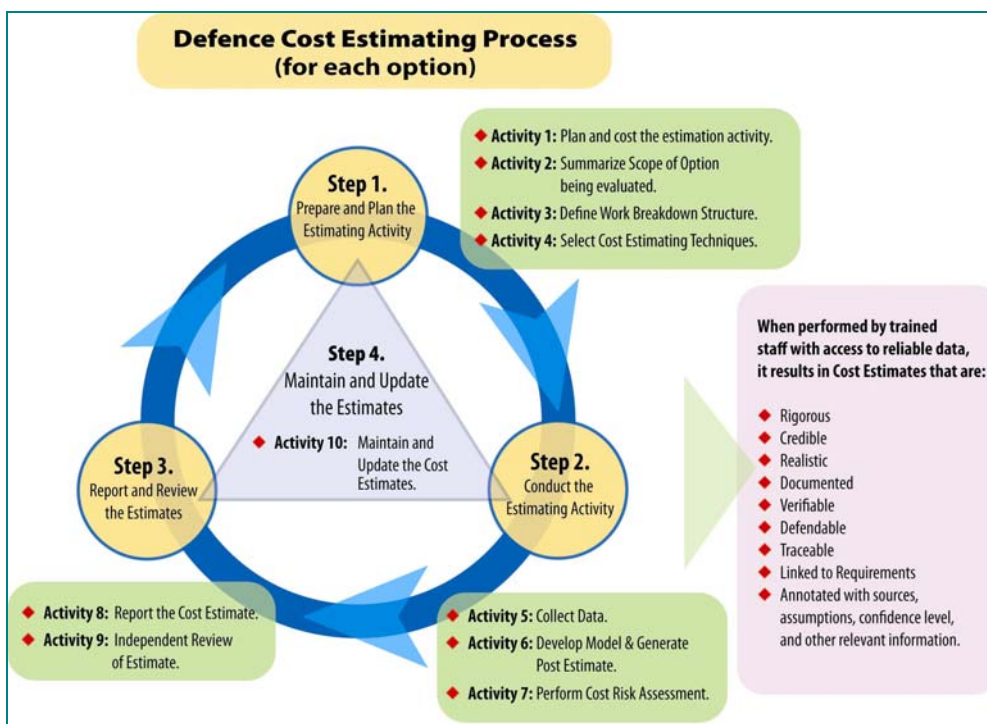 Defence Cost Estimating Process
(for each option)
Activity 1: Plan and cost the estimation activity.
Activity 2: Summarize Scope of Option
being evaluated.
Activity 3: Define Work Breakdown Structure.
Activity 4: Select Cost Estimating Techniques.
Step 1.
Prepare and Plan the
Estimating Activity
Step 4.
Maintain and Update
the Estimates
Activity 10: Maintain and
Update the Cost
Estimates.
Step 3.
Report and Review
the Estimates
Step 2.
Conduct the
Estimating Activity
Activity 8: Report the Cost Estimate.
Activity 9: Independent Review
of Estimate.
Activity 5: Collect Data.
Activity 6: Develop Model & Generate
Post Estimate.
Activity 7: Perform Cost Risk Assessment.
When performed by trained
staff with access to reliable data,
it results in Cost Estimates that are:
Rigorous
Credible
Realistic
Documented
Verifiable
Defendable
Traceable
Linked to Requirements
Annotated with sources,
assumptions, confidence level,
and other relevant information.